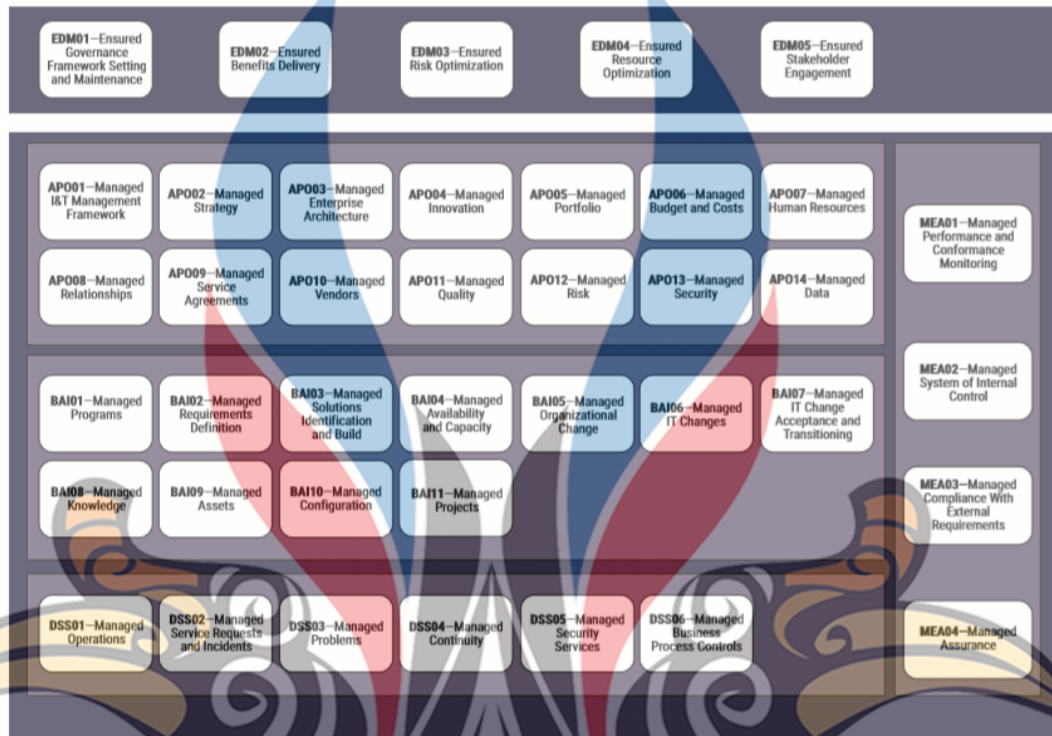 EDM01—Ensured
Governance
Framework Setting
and Maintenance
EDM02—Ensured
Benefits Delivery
EDM03—Ensured
Risk Optimization
EDM04—Ensured
Resource
Optimization
EDM05—Ensured
Stakeholder
Engagement
APO01—Managed
I&T Management
Framework
APO02—Managed
Strategy
APO03—Managed
Enterprise
Architecture
APO04—Managed
Innovation
APO05—Managed
Portfolio
APO06—Managed
Budget and Costs
APO07—Managed
Human Resources
APO08—Managed
Relationships
APO09—Managed
Service
Agreements
APO10—Managed
Vendors
APO11—Managed
Quality
APO12—Managed
Risk
APO13—Managed
Security
APO14—Managed
Data
BAI01—Managed
Programs
BAI02—Managed
Requirements
Definition
BAI03—Managed
Solutions
Identification
and Build
BAI04—Managed
Availability
and Capacity
BAI05—Managed
Organizational
Change
BAI06—Managed
IT Changes
BAI07—Managed
IT Change
Acceptance and
Transitioning
BAI08—Managed
Knowledge
BAI09—Managed
Assets
BAI10—Managed
Configuration
BAI11—Managed
Projects
DSS01—Managed
Operations
DSS02—Managed
Service Requests
and Incidents
DSS03—Managed
Problems
DSS04—Managed
Continuity
DSS05—Managed
Security
Services
DSS06—Managed
Business
Process Controls
MEA01—Managed
Performance and
Conformance
Monitoring
MEA02—Managed
System of Internal
Control
MEA03—Managed
Compliance With
External
Requirements
MEA04—Managed
Assurance